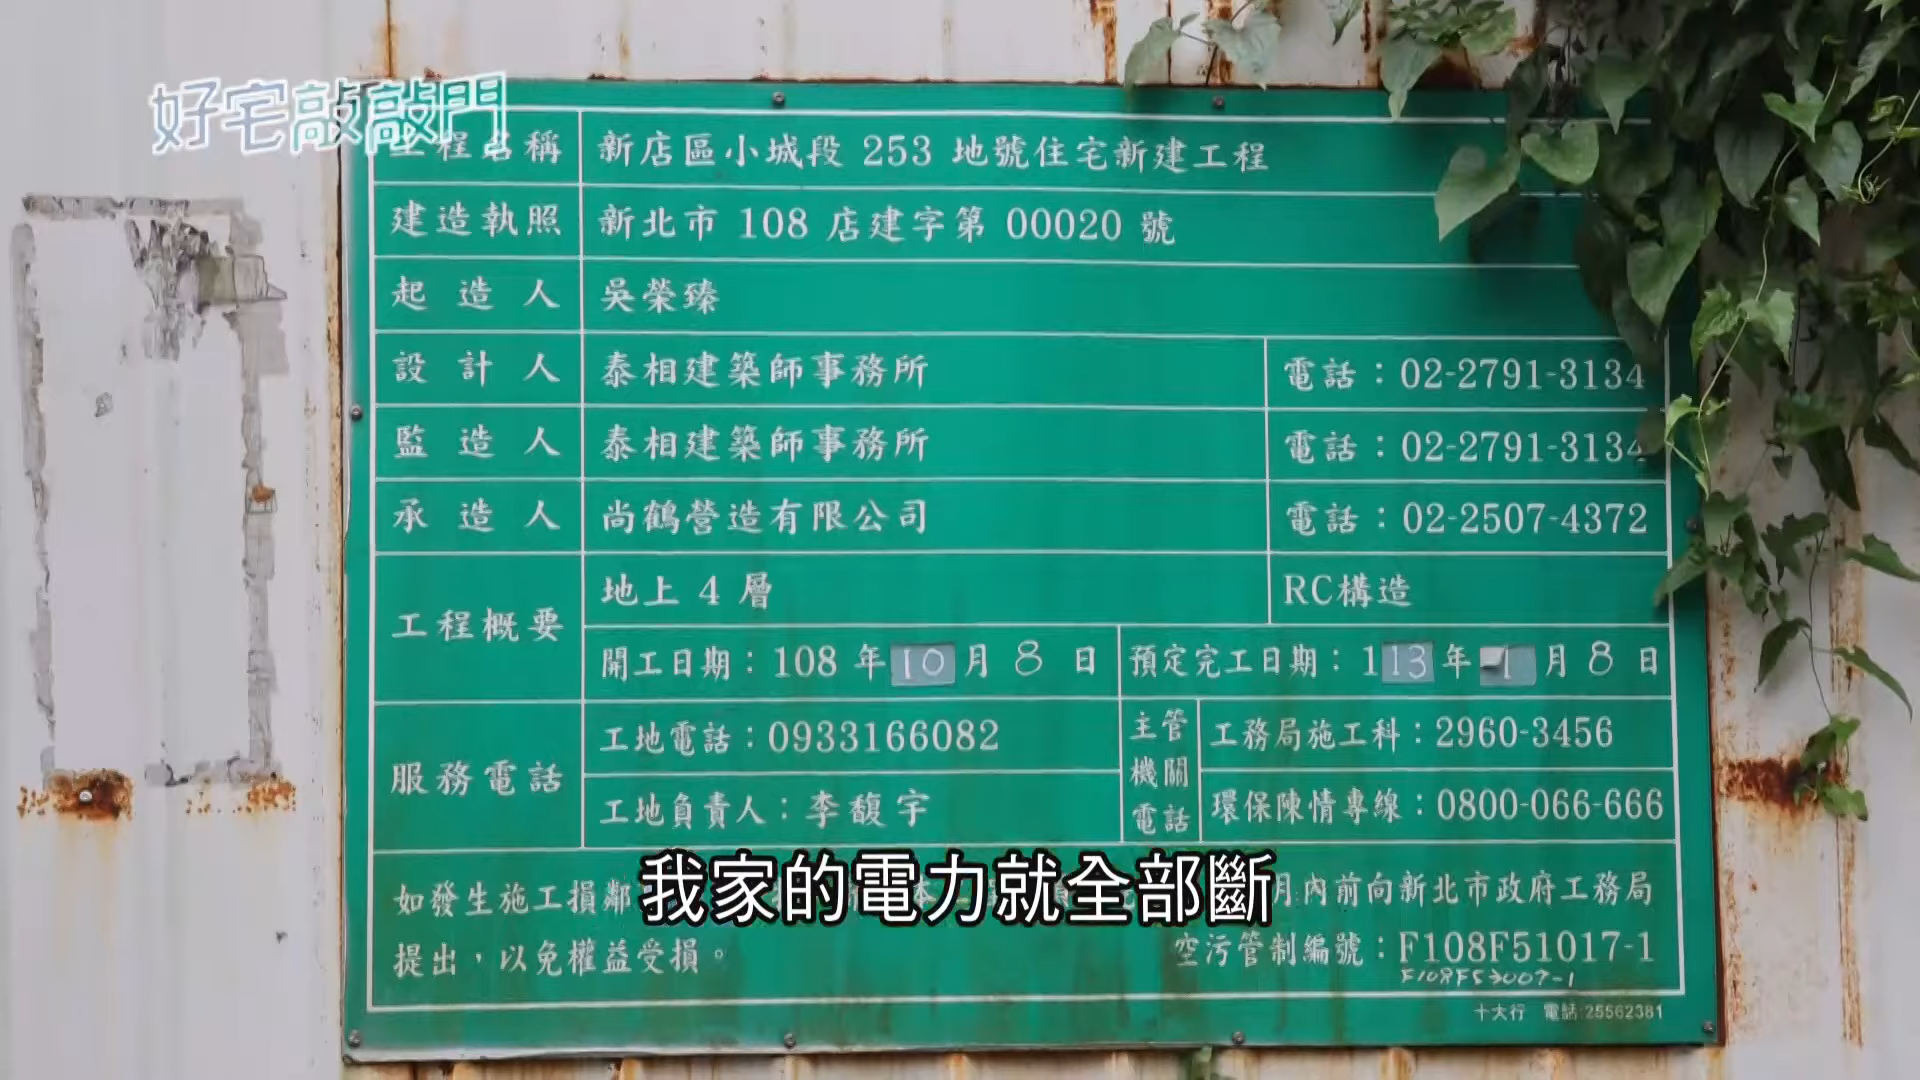 好宅敲敲門
工程名稱 新店區小城段 253 地號住宅新建工程
建造執照 新北市 108 店建字第 00020 號
起造人 吳榮臻
設計人 泰相建築師事務所 電話：02-2791-3134
監造人 泰相建築師事務所 電話：02-2791-3134
承造人 尚鶴營造有限公司 電話：02-2507-4372
工程概要 地上 4 層 RC構造
開工日期：108 年 10 月 8 日 預定完工日期：113 年 1 月 8 日
服務電話 工地電話：0933166082 主管機關電話 工務局施工科：2960-3456
工地負責人：李馥宇 環保陳情專線：0800-066-666
如發生施工損鄰 月內前向新北市政府工務局
我家的電力就全部斷
提出，以免權益受損。 空污管制編號：F108F51017-1
十大行 電話:25562381